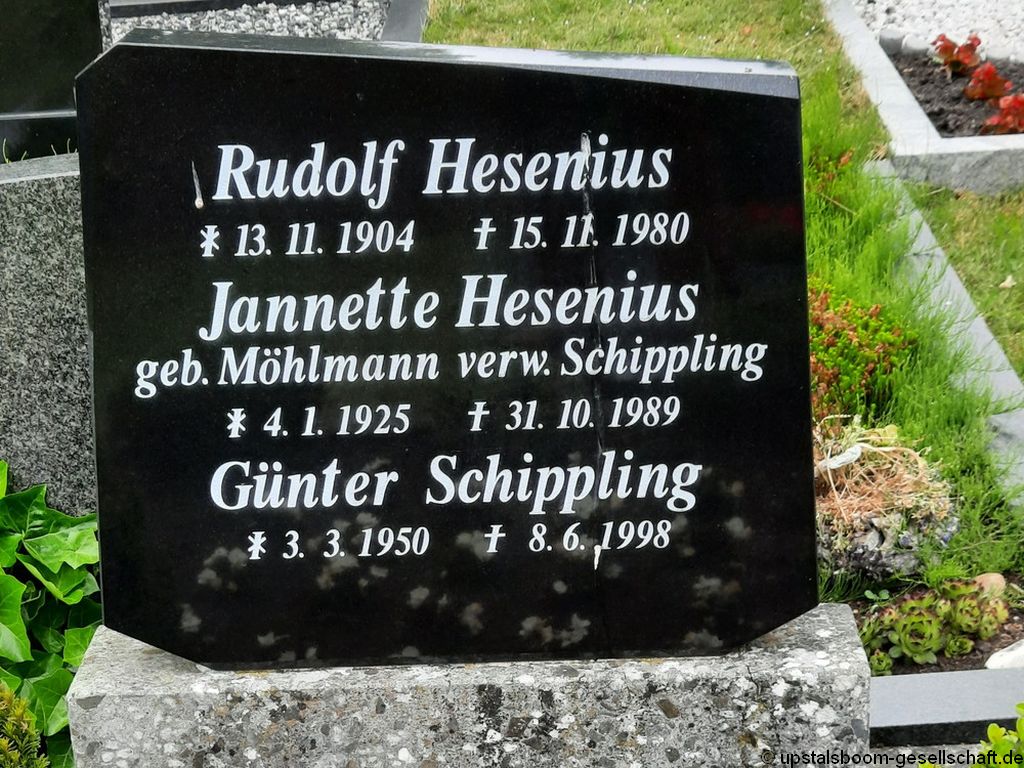 Rudolf Hesenius
* 13. 11. 1904 † 15. 11. 1980
Jannette Hesenius
geb. Möhlmann verw. Schippling
* 4. 1. 1925 † 31. 10. 1989
Günter Schippling
* 3. 3. 1950 † 8. 6. 1998
© upstalsboom-gesellschaft.de